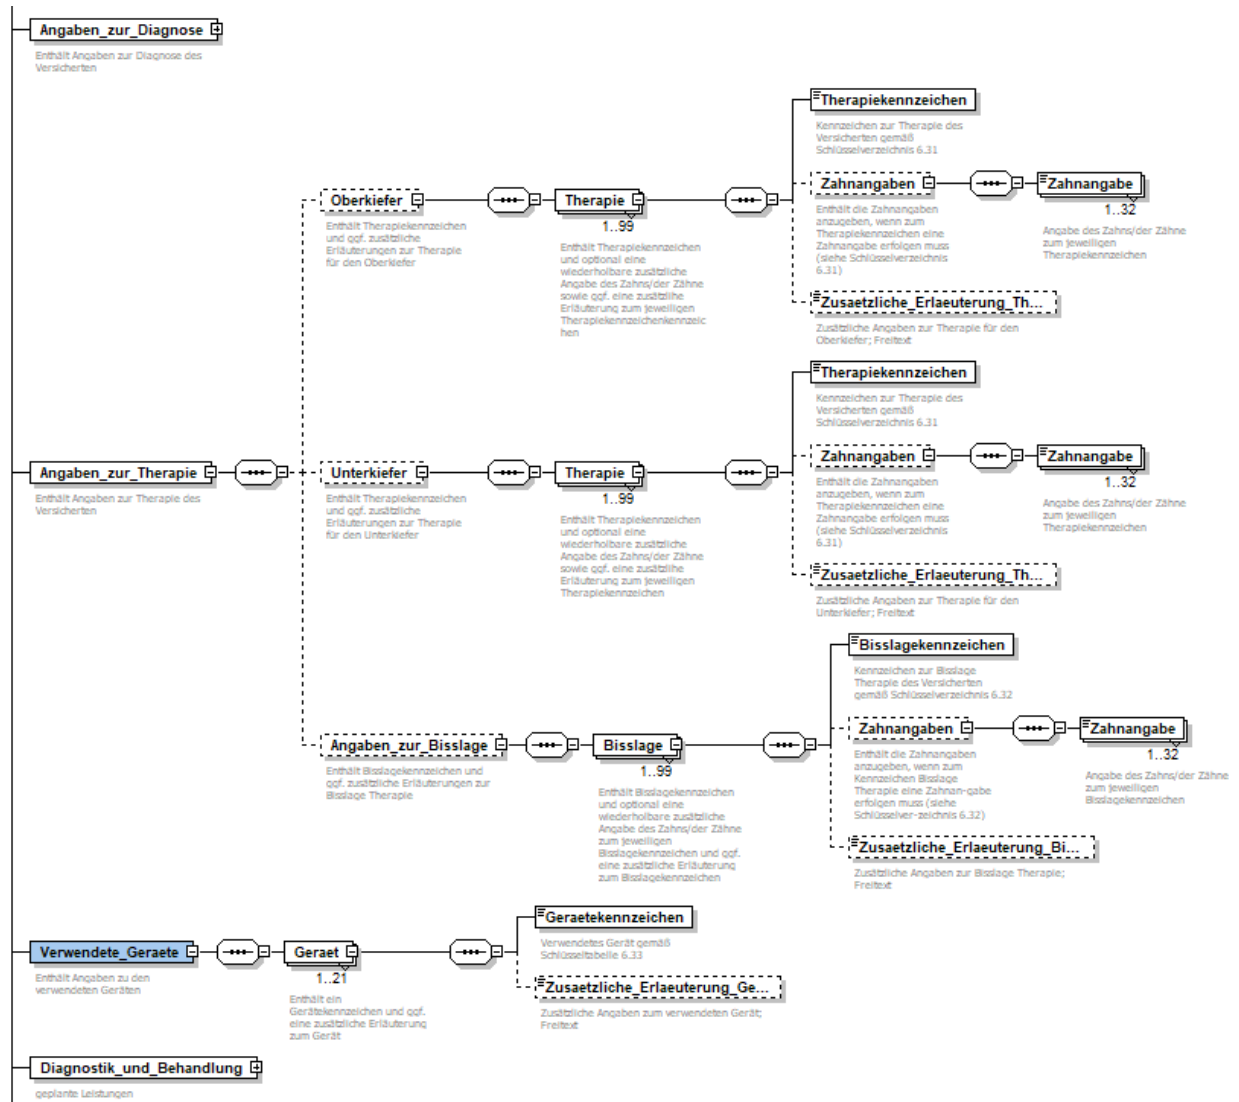 Angaben_zur_Diagnose
Enthält Angaben zur Diagnose des
Versicherten
Therapiekennzeichen
Kennzeichen zur Therapie des
Versicherten gemäß
Schlüsselverzeichnis 6.31
Oberkiefer
Enthält Therapiekennzeichen
und ggf. zusätzliche
Erläuterungen zur Therapie
für den Oberkiefer
Therapie
1..99
Enthält Therapiekennzeichen
und optional eine
wiederholbare zusätzliche
Angabe des Zahns/der Zähne
sowie ggf. eine zusätzlihe
Erläuterung zum jeweiligen
Therapiekennzeichenkennzeic
hen
Zahnangaben
Enthält die Zahnangaben
anzugeben, wenn zum
Therapiekennzeichen eine
Zahnangabe erfolgen muss
(siehe Schlüsselverzeichnis
6.31)
Zahnangabe
1..32
Angabe des Zahns/der Zähne
zum jeweiligen
Therapiekennzeichen
Zusaetzliche_Erlaeuterung_Th...
Zusätzliche Angaben zur Therapie für den
Oberkiefer; Freitext
Therapiekennzeichen
Kennzeichen zur Therapie des
Versicherten gemäß
Schlüsselverzeichnis 6.31
Angaben_zur_Therapie
Enthält Angaben zur Therapie des
Versicherten
Unterkiefer
Enthält Therapiekennzeichen
und ggf. zusätzliche
Erläuterungen zur Therapie
für den Unterkiefer
Therapie
1..99
Enthält Therapiekennzeichen
und optional eine
wiederholbare zusätzliche
Angabe des Zahns/der Zähne
sowie ggf. eine zusätzlihe
Erläuterung zum jeweiligen
Therapiekennzeichen
Zahnangaben
Enthält die Zahnangaben
anzugeben, wenn zum
Therapiekennzeichen eine
Zahnangabe erfolgen muss
(siehe Schlüsselverzeichnis
6.31)
Zahnangabe
1..32
Angabe des Zahns/der Zähne
zum jeweiligen
Therapiekennzeichen
Zusaetzliche_Erlaeuterung_Th...
Zusätzliche Angaben zur Therapie für den
Unterkiefer; Freitext
Bisslagekennzeichen
Kennzeichen zur Bisslage
Therapie des Versicherten
gemäß Schlüsselverzeichnis 6.32
Angaben_zur_Bisslage
Enthält Bisslagekennzeichen und
ggf. zusätzliche Erläuterungen zur
Bisslage Therapie
Bisslage
1..99
Enthält Bisslagekennzeichen
und optional eine
wiederholbare zusätzliche
Angabe des Zahns/der Zähne
zum jeweiligen
Bisslagekennzeichen und ggf.
eine zusätzliche Erläuterung
zum Bisslagekennzeichen
Zahnangaben
Enthält die Zahnangaben
anzugeben, wenn zum
Kennzeichen Bisslage
Therapie eine Zahnan-gabe
erfolgen muss (siehe
Schlüsselver-zeichnis 6.32)
Zahnangabe
1..32
Angabe des Zahns/der Zähne
zum jeweiligen
Bisslagekennzeichen
Zusaetzliche_Erlaeuterung_Bi...
Zusätzliche Angaben zur Bisslage Therapie;
Freitext
Verwendete_Geraete
Enthält Angaben zu den
verwendeten Geräten
Geraet
1..21
Enthält ein
Gerätekennzeichen und ggf.
eine zusätzliche Erläuterung
zum Gerät
Geraetekennzeichen
Verwendetes Gerät gemäß
Schlüsseltabelle 6.33
Zusaetzliche_Erlaeuterung_Ge...
Zusätzliche Angaben zum verwendeten Gerät;
Freitext
Diagnostik_und_Behandlung
geplante Leistungen